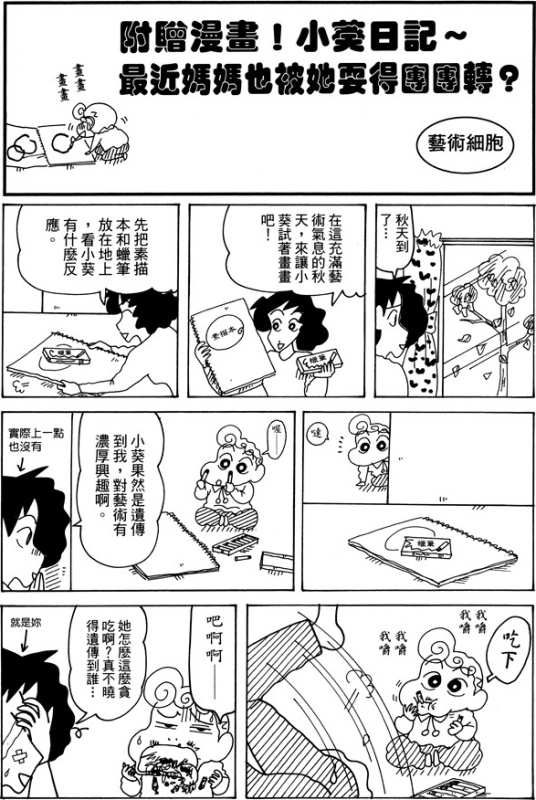 附贈漫畫！小葵日記～
最近媽媽也被她耍得團團轉？
藝術細胞
畫畫
畫畫
秋天到
了…
在這充滿藝
術氣息的秋
天，來讓小
葵試著畫畫
吧！
素描本
蠟筆
先把素描
本和蠟筆
放在地上
，看小葵
有什麼反
應。
蠟筆
噠
蠟筆
喔——
小葵果然是遺傳
到我，對藝術有
濃厚興趣啊。
實際上一點
也沒有
吃下
我嚼
我嚼
我嚼
我嚼
吧啊啊——
她怎麼這麼貪
吃啊？真不曉
得遺傳到誰…
就是妳